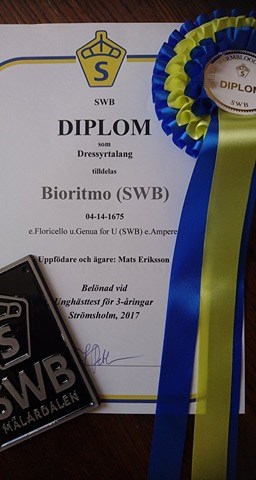 S
SWB
DIPLOM
som
Dressyrtalang
tilldelas
Bioritmo (SWB)
04-14-1675
e.Floricello u.Genua for U (SWB) e.Ampere
Uppfödare och ägare: Mats Eriksson
Belönad vid
Unghästtest för 3-åringar
Strömsholm, 2017
DIPLOM
SWB
S
SWB
MÄLARDALEN